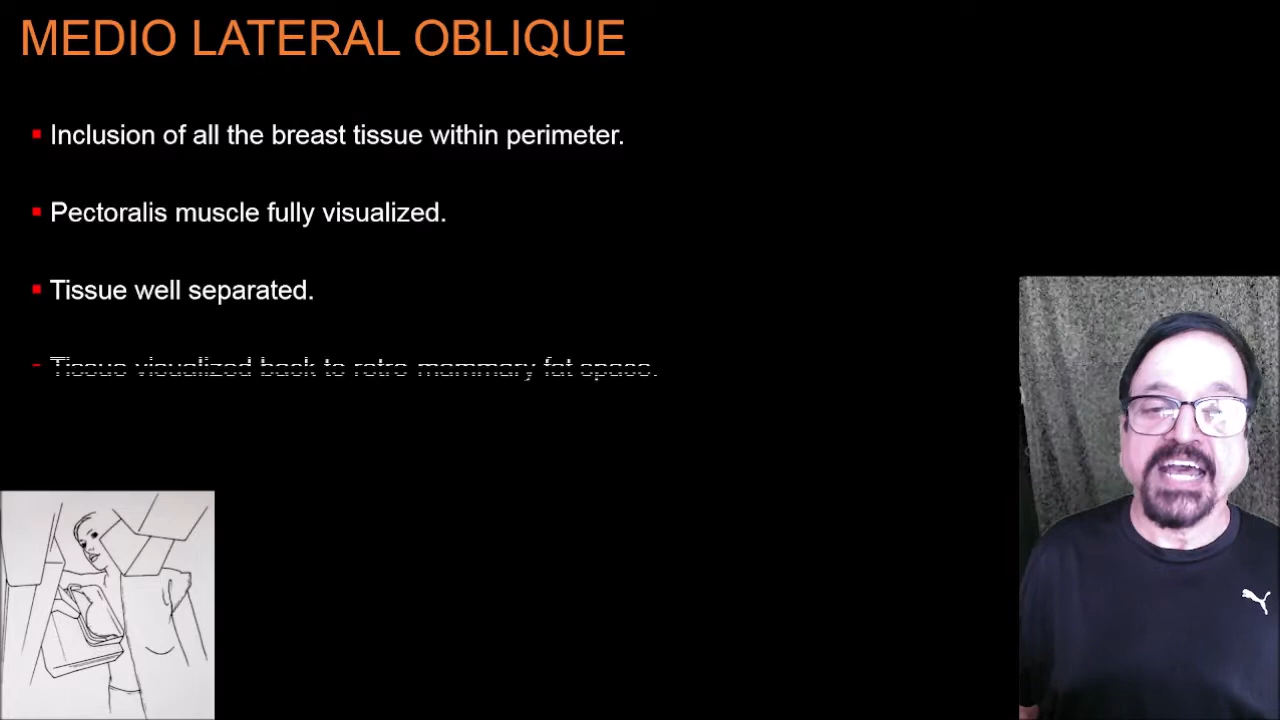 MEDIO LATERAL OBLIQUE
Inclusion of all the breast tissue within perimeter.
Pectoralis muscle fully visualized.
Tissue well separated.
Tissue visualized back to retro mammary fat space.